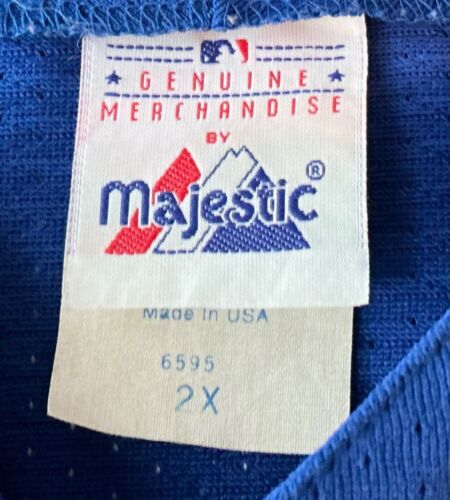 GENUINE
MERCHANDISE
BY
Majestic®
Made in USA
6595
2X